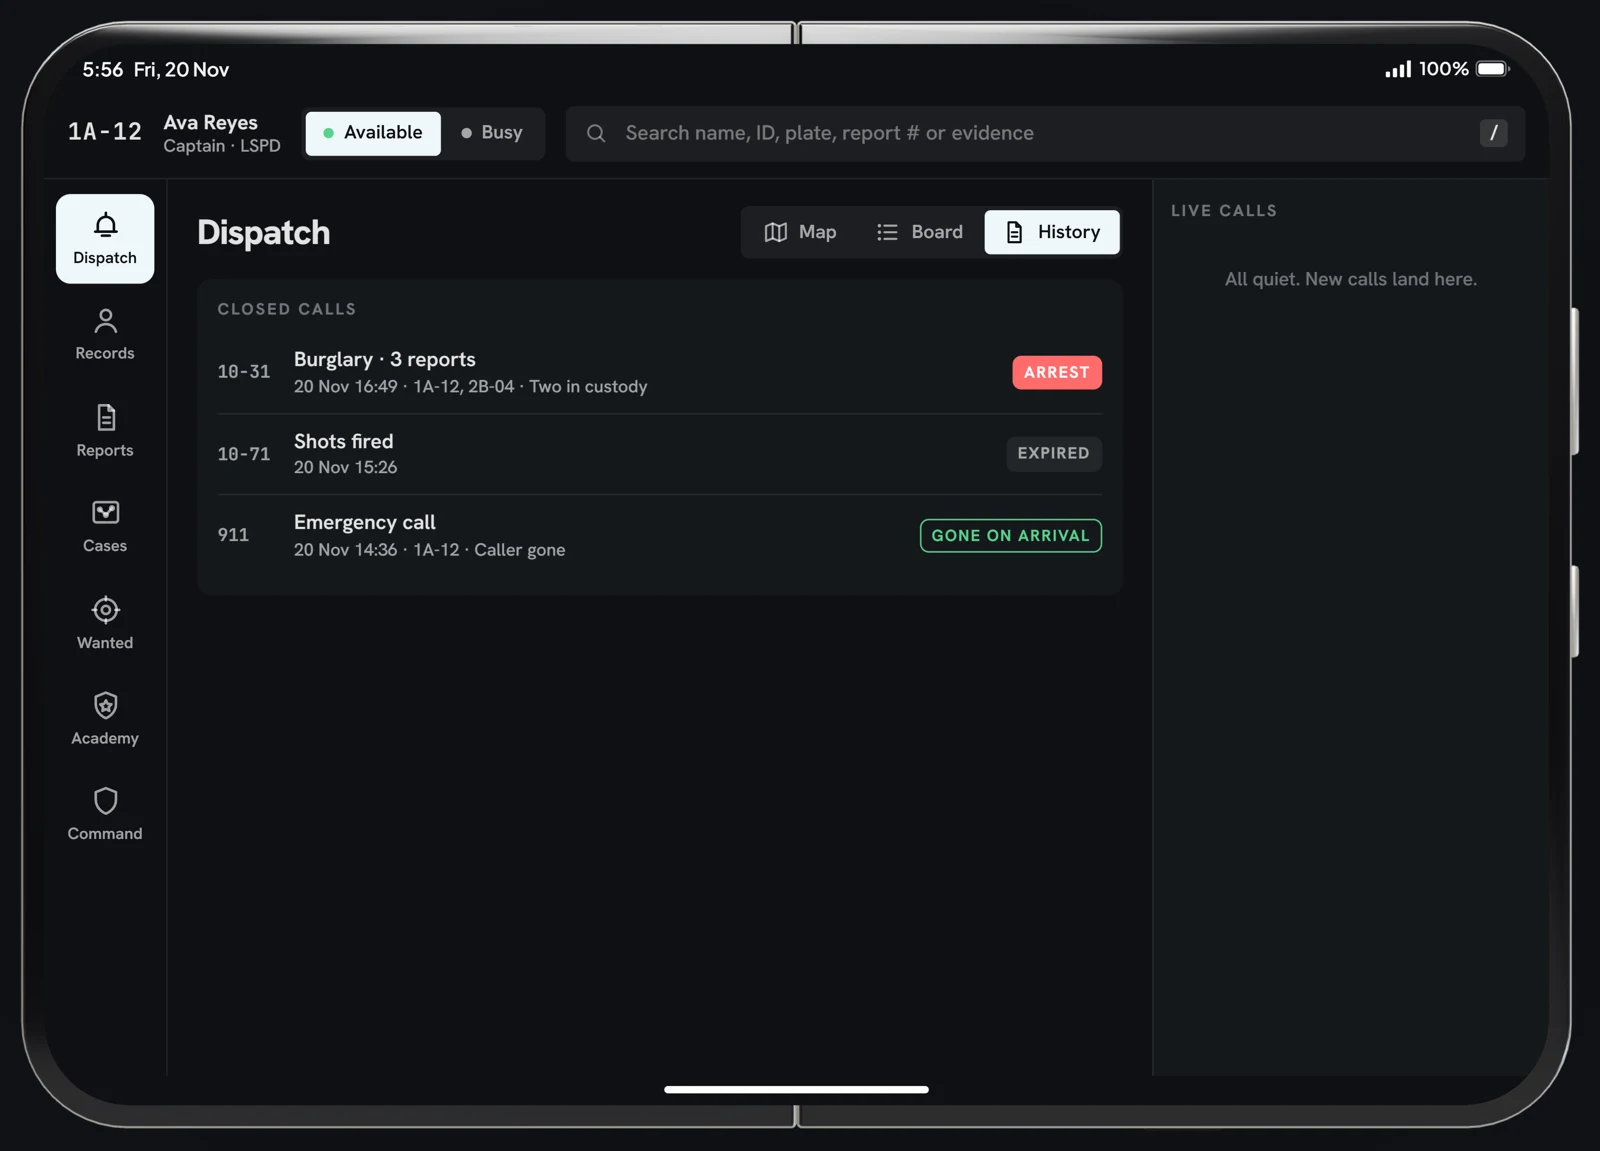 5:56 Fri, 20 Nov
100%
1A-12
Ava Reyes
Captain · LSPD
Available
Busy
Search name, ID, plate, report # or evidence
/
Dispatch
Records
Reports
Cases
Wanted
Academy
Command
Dispatch
Map
Board
History
CLOSED CALLS
10-31
Burglary · 3 reports
20 Nov 16:49 · 1A-12, 2B-04 · Two in custody
ARREST
10-71
Shots fired
20 Nov 15:26
EXPIRED
911
Emergency call
20 Nov 14:36 · 1A-12 · Caller gone
GONE ON ARRIVAL
LIVE CALLS
All quiet. New calls land here.